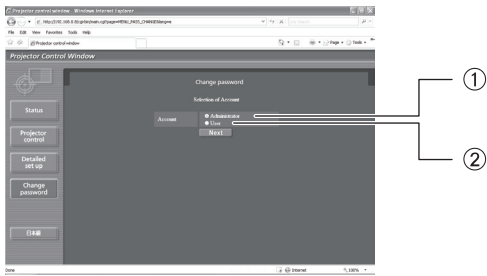 Projector control window - Windows Internet Explorer
File Edit View Favorites Tools Help
Projector control window
Page
Tools
Projector Control Window
Change password
Selection of Account
Account
Administrator
User
Next
Status
Projector control
Detailed set up
Change password
日本語
Done
Internet
100%
①
②